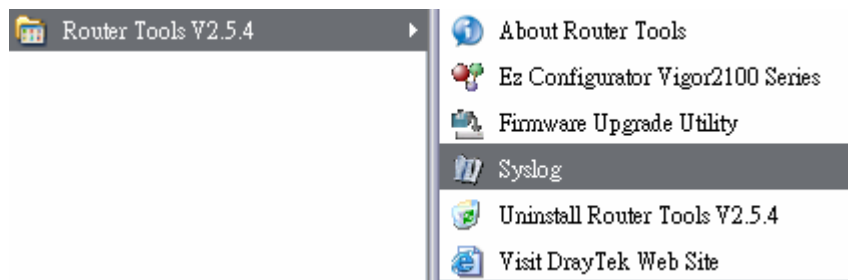 Router Tools V2.5.4
About Router Tools
Ez Configurator Vigor2100 Series
Firmware Upgrade Utility
Syslog
Uninstall Router Tools V2.5.4
Visit DrayTek Web Site